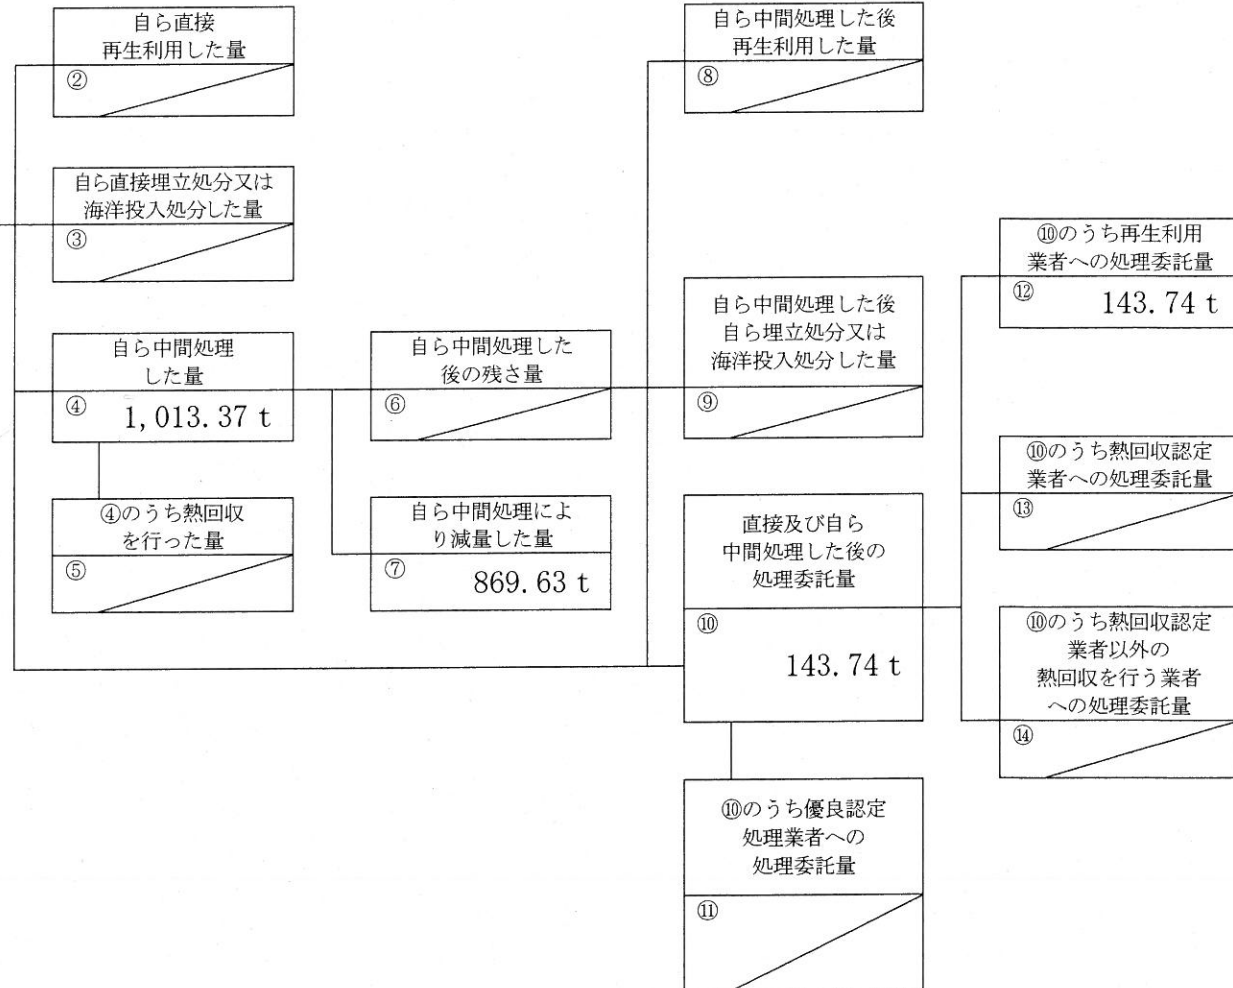 自ら直接
再生利用した量
②
自ら直接埋立処分又は
海洋投入処分した量
③
自ら中間処理
した量
④ 1,013.37 t
④のうち熱回収
を行った量
⑤
自ら中間処理した
後の残さ量
⑥
自ら中間処理によ
り減量した量
⑦ 869.63 t
自ら中間処理した後
再生利用した量
⑧
自ら中間処理した後
自ら埋立処分又は
海洋投入処分した量
⑨
直接及び自ら
中間処理した後の
処理委託量
⑩
143.74 t
⑩のうち優良認定
処理業者への
処理委託量
⑪
⑩のうち再生利用
業者への処理委託量
⑫ 143.74 t
⑩のうち熱回収認定
業者への処理委託量
⑬
⑩のうち熱回収認定
業者以外の
熱回収を行う業者
への処理委託量
⑭